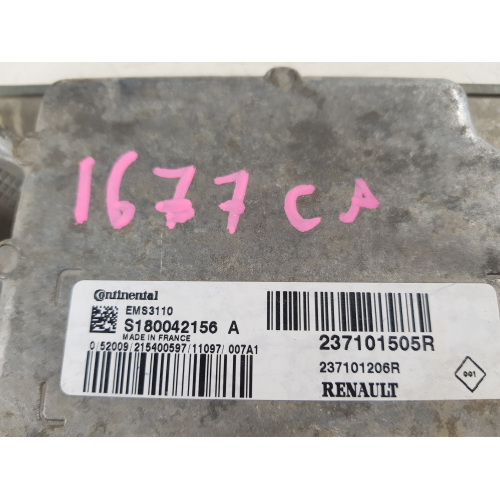 1677 CA
Continental
EMS3110
S180042156 A
MADE IN FRANCE
0/52009/215400597/11097/007A1
237101505R
237101206R
RENAULT
001